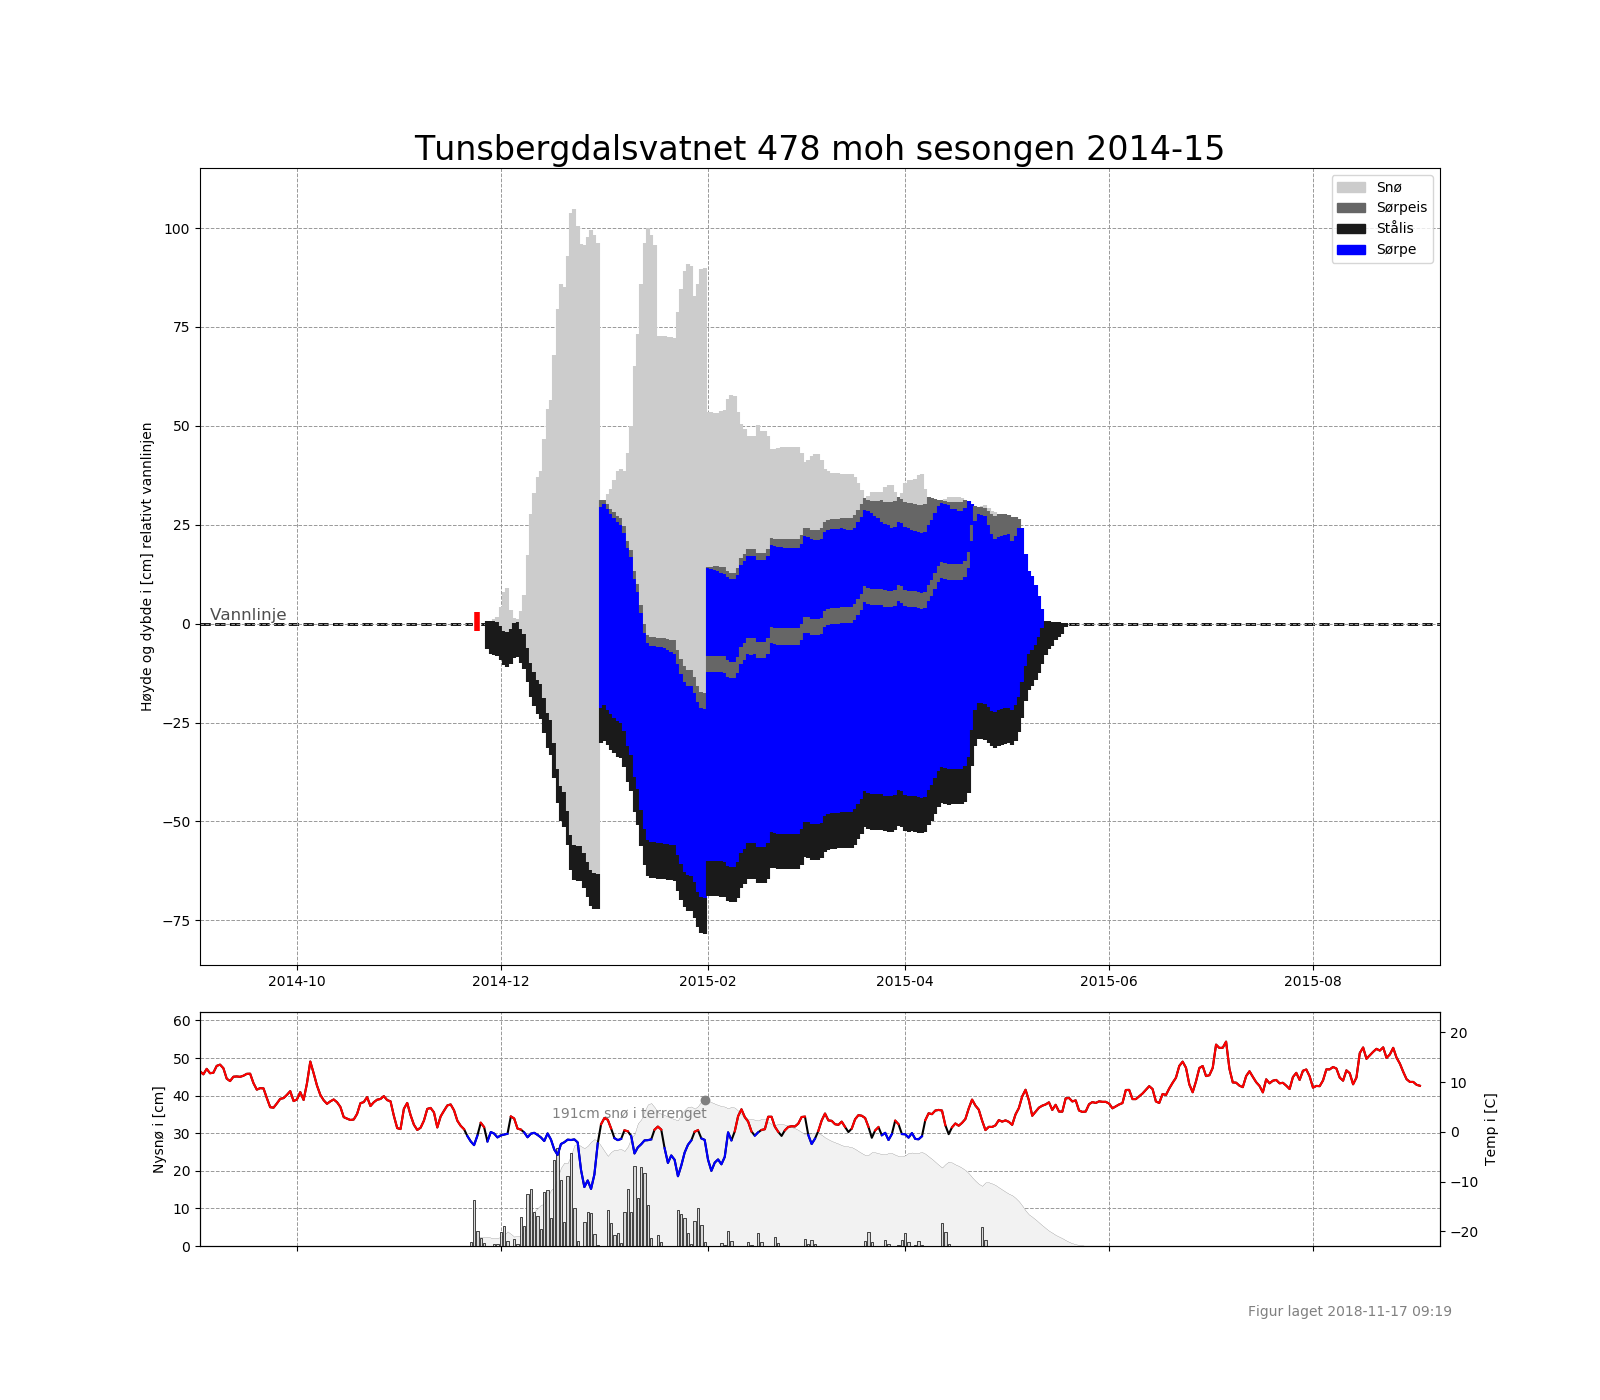 Tunsbergdalsvatnet 478 moh sesongen 2014-15
Snø
Sørpeis
Stålis
Sørpe
Høyde og dybde i [cm] relativt vannlinjen
100
75
50
25
0
−25
−50
−75
Vannlinje
2014-10
2014-12
2015-02
2015-04
2015-06
2015-08
Nysnø i [cm]
60
50
40
30
20
10
0
191cm snø i terrenget
20
10
0
−10
−20
Temp i [C]
Figur laget 2018-11-17 09:19